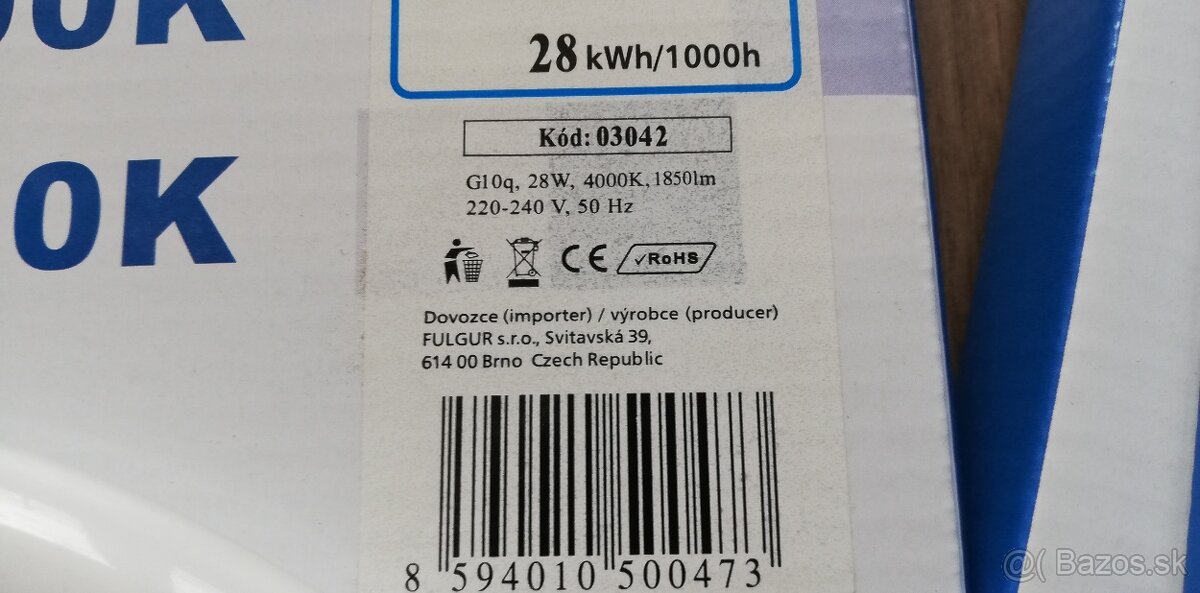 00K
0K
28 kWh/1000h
Kód: 03042
G10q, 28W, 4000K, 1850lm
220-240 V, 50 Hz
CE ✓RoHS
Dovozce (importer) / výrobce (producer)
FULGUR s.r.o., Svitavská 39,
614 00 Brno Czech Republic
8 594010 500473
@( Bazos.sk